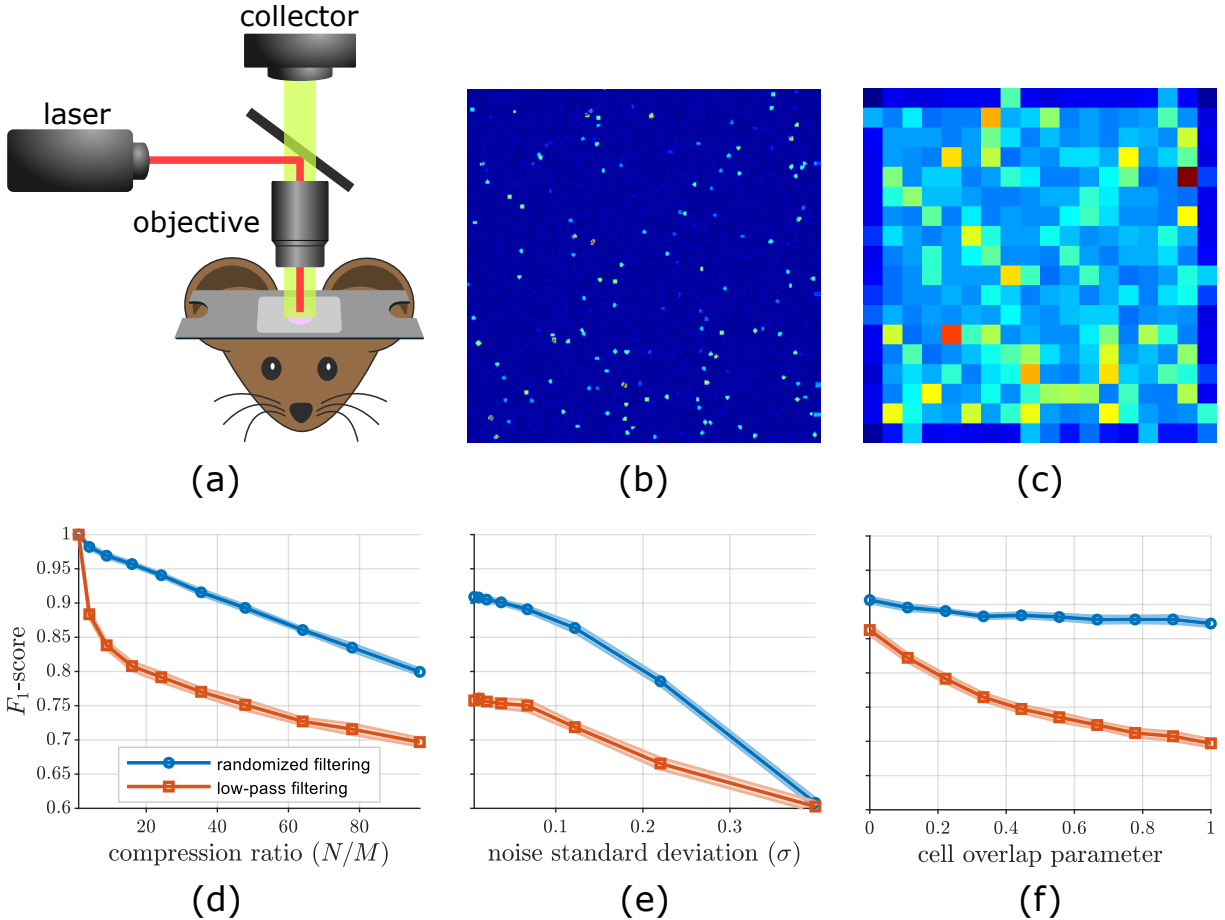 collector
laser
objective
(a)
(b)
(c)
1
0.95
0.9
0.85
0.8
0.75
0.7
0.65
0.6
F₁-score
randomized filtering
low-pass filtering
20 40 60 80
compression ratio (N/M)
(d)
0.1 0.2 0.3
noise standard deviation (σ)
(e)
0 0.2 0.4 0.6 0.8 1
cell overlap parameter
(f)